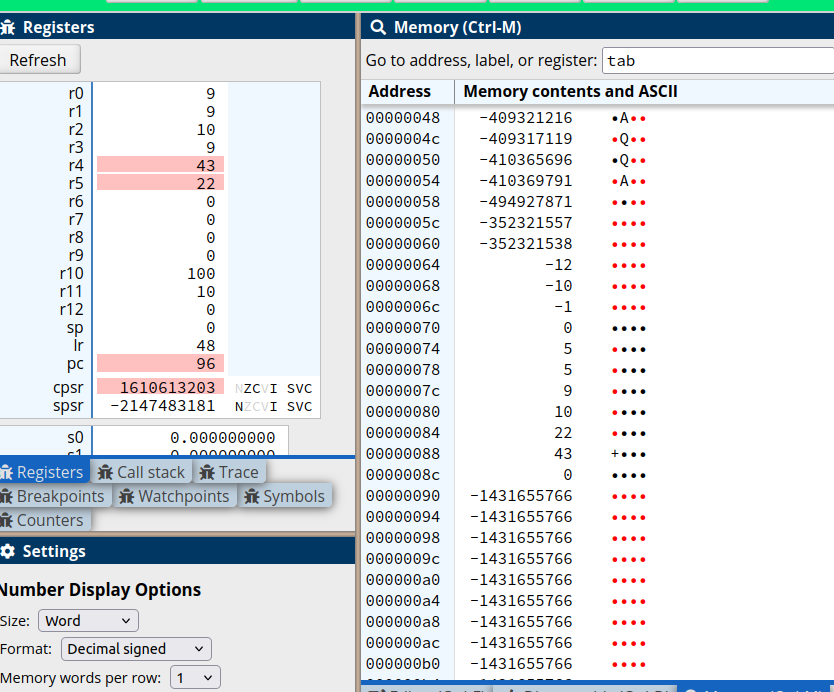 Registers
Refresh
r0 9
r1 9
r2 10
r3 9
r4 43
r5 22
r6 0
r7 0
r8 0
r9 0
r10 100
r11 10
r12 0
sp 0
lr 48
pc 96
cpsr 1610613203 NZCVI SVC
spsr -2147483181 NZCVI SVC
s0 0.000000000
s1 0.000000000
Registers Call stack Trace
Breakpoints Watchpoints Symbols
Counters
Settings
Number Display Options
Size: Word
Format: Decimal signed
Memory words per row: 1
Memory (Ctrl-M)
Go to address, label, or register: tab
Address Memory contents and ASCII
00000048 -409321216 •A••
0000004c -409317119 •Q••
00000050 -410365696 •Q••
00000054 -410369791 •A••
00000058 -494927871 ••••
0000005c -352321557 ••••
00000060 -352321538 ••••
00000064 -12 ••••
00000068 -10 ••••
0000006c -1 ••••
00000070 0 ••••
00000074 5 ••••
00000078 5 ••••
0000007c 9 ••••
00000080 10 ••••
00000084 22 ••••
00000088 43 +•••
0000008c 0 ••••
00000090 -1431655766 ••••
00000094 -1431655766 ••••
00000098 -1431655766 ••••
0000009c -1431655766 ••••
000000a0 -1431655766 ••••
000000a4 -1431655766 ••••
000000a8 -1431655766 ••••
000000ac -1431655766 ••••
000000b0 -1431655766 ••••